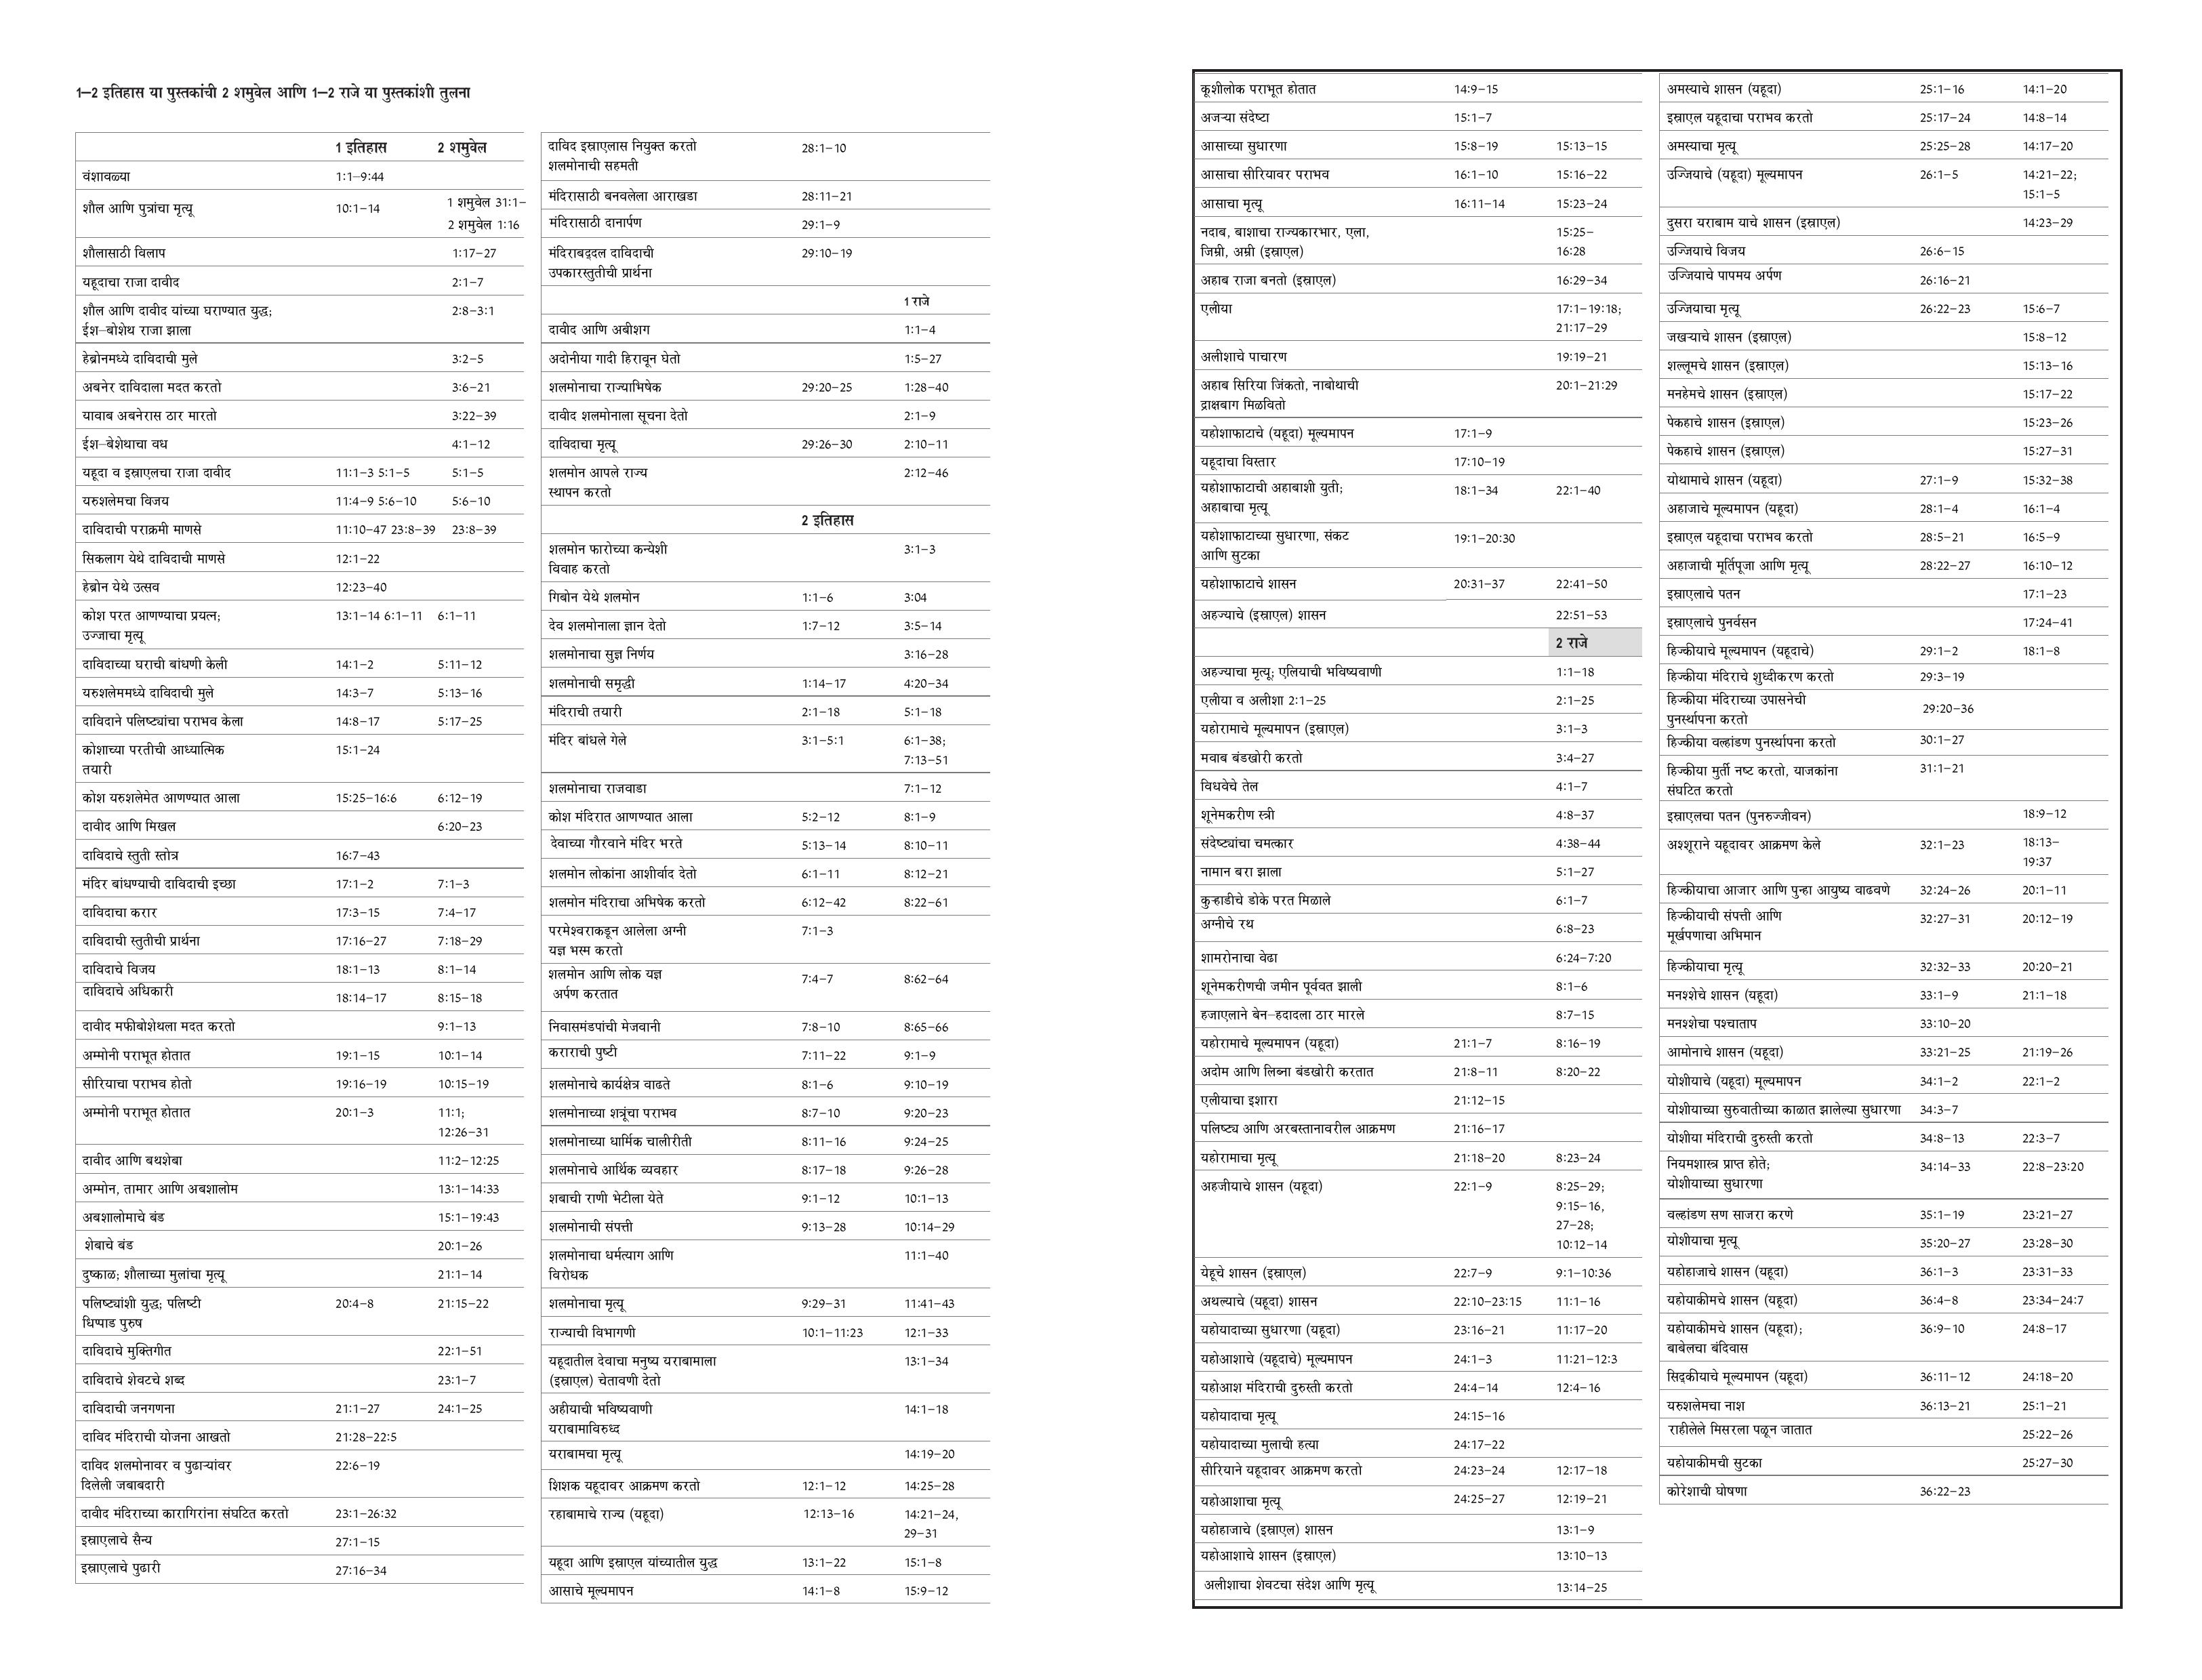 1–2 इतिहास या पुस्तकांची 2 शमुवेल आणि 1–2 राजे या पुस्तकांशी तुलना
1 इतिहास 2 शमुवेल
वंशावळ्या 1:1–9:44
शौल आणि पुत्रांचा मृत्यू 10:1–14 1 शमुवेल 31:1–
2 शमुवेल 1:16
शौलासाठी विलाप 1:17–27
यहूदाचा राजा दावीद 2:1–7
शौल आणि दावीद यांच्या घराण्यात युद्ध; 2:8–3:1
ईश–बोशेथ राजा झाला
हेब्रोनमध्ये दाविदाची मुले 3:2–5
अबनेर दाविदाला मदत करतो 3:6–21
यावाब अबनेरास ठार मारतो 3:22–39
ईश–बेशेथाचा वध 4:1–12
यहूदा व इस्राएलचा राजा दावीद 11:1–3 5:1–5 5:1–5
यरुशलेमचा विजय 11:4–9 5:6–10 5:6–10
दाविदाची पराक्रमी माणसे 11:10–47 23:8–39 23:8–39
सिकलाग येथे दाविदाची माणसे 12:1–22
हेब्रोन येथे उत्सव 12:23–40
कोश परत आणण्याचा प्रयत्न; 13:1–14 6:1–11 6:1–11
उज्जाचा मृत्यू
दाविदाच्या घराची बांधणी केली 14:1–2 5:11–12
यरुशलेममध्ये दाविदाची मुले 14:3–7 5:13–16
दाविदाने पलिष्ट्यांचा पराभव केला 14:8–17 5:17–25
कोशाच्या परतीची आध्यात्मिक 15:1–24
तयारी
कोश यरुशलेमेत आणण्यात आला 15:25–16:6 6:12–19
दावीद आणि मिखल 6:20–23
दाविदाचे स्तुती स्तोत्र 16:7–43
मंदिर बांधण्याची दाविदाची इच्छा 17:1–2 7:1–3
दाविदाचा करार 17:3–15 7:4–17
दाविदाची स्तुतीची प्रार्थना 17:16–27 7:18–29
दाविदाचे विजय 18:1–13 8:1–14
दाविदाचे अधिकारी 18:14–17 8:15–18
दावीद मफीबोशेथला मदत करतो 9:1–13
अम्मोनी पराभूत होतात 19:1–15 10:1–14
सीरियाचा पराभव होतो 19:16–19 10:15–19
अम्मोनी पराभूत होतात 20:1–3 11:1;
12:26–31
दावीद आणि बथशेबा 11:2–12:25
अम्मोन, तामार आणि अबशालोम 13:1–14:33
अबशालोमाचे बंड 15:1–19:43
शेबाचे बंड 20:1–26
दुष्काळ; शौलाच्या मुलांचा मृत्यू 21:1–14
पलिष्ट्यांशी युद्ध; पलिष्टी 20:4–8 21:15–22
धिप्पाड पुरुष
दाविदाचे मुक्तिगीत 22:1–51
दाविदाचे शेवटचे शब्द 23:1–7
दाविदाची जनगणना 21:1–27 24:1–25
दाविद मंदिराची योजना आखतो 21:28–22:5
दाविद शलमोनावर व पुढाऱ्यांवर 22:6–19
दिलेली जबाबदारी
दावीद मंदिराच्या कारागिरांना संघटित करतो 23:1–26:32
इस्राएलाचे सैन्य 27:1–15
इस्राएलाचे पुढारी 27:16–34
दाविद इस्राएलास नियुक्त करतो 28:1–10
शलमोनाची सहमती
मंदिरासाठी बनवलेला आराखडा 28:11–21
मंदिरासाठी दानार्पण 29:1–9
मंदिराबद्दल दाविदाची 29:10–19
उपकारस्तुतीची प्रार्थना
1 राजे
दावीद आणि अबीशग 1:1–4
अदोनीया गादी हिरावून घेतो 1:5–27
शलमोनाचा राज्याभिषेक 29:20–25 1:28–40
दावीद शलमोनाला सूचना देतो 2:1–9
दाविदाचा मृत्यू 29:26–30 2:10–11
शलमोन आपले राज्य 2:12–46
स्थापन करतो
2 इतिहास
शलमोन फारोच्या कन्येशी 3:1–3
विवाह करतो
गिबोन येथे शलमोन 1:1–6 3:04
देव शलमोनाला ज्ञान देतो 1:7–12 3:5–14
शलमोनाचा सुज्ञ निर्णय 3:16–28
शलमोनाची समृद्धी 1:14–17 4:20–34
मंदिराची तयारी 2:1–18 5:1–18
मंदिर बांधले गेले 3:1–5:1 6:1–38;
7:13–51
शलमोनाचा राजवाडा 7:1–12
कोश मंदिरात आणण्यात आला 5:2–12 8:1–9
देवाच्या गौरवाने मंदिर भरते 5:13–14 8:10–11
शलमोन लोकांना आशीर्वाद देतो 6:1–11 8:12–21
शलमोन मंदिराचा अभिषेक करतो 6:12–42 8:22–61
परमेश्वराकडून आलेला अग्नी 7:1–3
यज्ञ भस्म करतो
शलमोन आणि लोक यज्ञ 7:4–7 8:62–64
अर्पण करतात
निवासमंडपांची मेजवानी 7:8–10 8:65–66
कराराची पुष्टी 7:11–22 9:1–9
शलमोनाचे कार्यक्षेत्र वाढते 8:1–6 9:10–19
शलमोनाच्या शत्रूंचा पराभव 8:7–10 9:20–23
शलमोनाच्या धार्मिक चालीरीती 8:11–16 9:24–25
शलमोनाचे आर्थिक व्यवहार 8:17–18 9:26–28
शबाची राणी भेटीला येते 9:1–12 10:1–13
शलमोनाची संपत्ती 9:13–28 10:14–29
शलमोनाचा धर्मत्याग आणि 11:1–40
विरोधक
शलमोनाचा मृत्यू 9:29–31 11:41–43
राज्याची विभागणी 10:1–11:23 12:1–33
यहूदातील देवाचा मनुष्य यराबामाला 13:1–34
(इस्राएल) चेतावणी देतो
अहीयाची भविष्यवाणी 14:1–18
यराबामाविरुध्द
यराबामचा मृत्यू 14:19–20
शिशक यहूदावर आक्रमण करतो 12:1–12 14:25–28
रहाबामाचे राज्य (यहूदा) 12:13–16 14:21–24,
29–31
यहूदा आणि इस्राएल यांच्यातील युद्ध 13:1–22 15:1–8
आसाचे मूल्यमापन 14:1–8 15:9–12
कूशीलोक पराभूत होतात 14:9–15
अजऱ्या संदेष्टा 15:1–7
आसाच्या सुधारणा 15:8–19 15:13–15
आसाचा सीरियावर पराभव 16:1–10 15:16–22
आसाचा मृत्यू 16:11–14 15:23–24
नदाब, बाशाचा राज्यकारभार, एला, 15:25–
जिम्री, अम्री (इस्राएल) 16:28
अहाब राजा बनतो (इस्राएल) 16:29–34
एलीया 17:1–19:18;
21:17–29
अलीशाचे पाचारण 19:19–21
अहाब सिरिया जिंकतो, नाबोथाची 20:1–21:29
द्राक्षबाग मिळवितो
यहोशाफाटाचे (यहूदा) मूल्यमापन 17:1–9
यहूदाचा विस्तार 17:10–19
यहोशाफाटाची अहाबाशी युती; 18:1–34 22:1–40
अहाबाचा मृत्यू
यहोशाफाटाच्या सुधारणा, संकट 19:1–20:30
आणि सुटका
यहोशाफाटाचे शासन 20:31–37 22:41–50
अहज्याचे (इस्राएल) शासन 22:51–53
2 राजे
अहज्याचा मृत्यू; एलियाची भविष्यवाणी 1:1–18
एलीया व अलीशा 2:1–25 2:1–25
यहोरामाचे मूल्यमापन (इस्राएल) 3:1–3
मवाब बंडखोरी करतो 3:4–27
विधवेचे तेल 4:1–7
शूनेमकरीण स्त्री 4:8–37
संदेष्ट्यांचा चमत्कार 4:38–44
नामान बरा झाला 5:1–27
कुऱ्हाडीचे डोके परत मिळाले 6:1–7
अग्नीचे रथ 6:8–23
शामरोनाचा वेढा 6:24–7:20
शूनेमकरीणची जमीन पूर्ववत झाली 8:1–6
हजाएलाने बेन–हदादला ठार मारले 8:7–15
यहोरामाचे मूल्यमापन (यहूदा) 21:1–7 8:16–19
अदोम आणि लिब्ना बंडखोरी करतात 21:8–11 8:20–22
एलीयाचा इशारा 21:12–15
पलिष्ट्य आणि अरबस्तानावरील आक्रमण 21:16–17
यहोरामाचा मृत्यू 21:18–20 8:23–24
अहजीयाचे शासन (यहूदा) 22:1–9 8:25–29;
9:15–16,
27–28;
10:12–14
येहूचे शासन (इस्राएल) 22:7–9 9:1–10:36
अथल्याचे (यहूदा) शासन 22:10–23:15 11:1–16
यहोयादाच्या सुधारणा (यहूदा) 23:16–21 11:17–20
यहोआशाचे (यहूदाचे) मूल्यमापन 24:1–3 11:21–12:3
यहोआश मंदिराची दुरुस्ती करतो 24:4–14 12:4–16
यहोयादाचा मृत्यू 24:15–16
यहोयादाच्या मुलाची हत्या 24:17–22
सीरियाने यहूदावर आक्रमण करतो 24:23–24 12:17–18
यहोआशाचा मृत्यू 24:25–27 12:19–21
यहोहाजाचे (इस्राएल) शासन 13:1–9
यहोआशाचे शासन (इस्राएल) 13:10–13
अलीशाचा शेवटचा संदेश आणि मृत्यू 13:14–25
अमस्याचे शासन (यहूदा) 25:1–16 14:1–20
इस्राएल यहूदाचा पराभव करतो 25:17–24 14:8–14
अमस्याचा मृत्यू 25:25–28 14:17–20
उज्जियाचे (यहूदा) मूल्यमापन 26:1–5 14:21–22;
15:1–5
दुसरा यराबाम याचे शासन (इस्राएल) 14:23–29
उज्जियाचे विजय 26:6–15
उज्जियाचे पापमय अर्पण 26:16–21
उज्जियाचा मृत्यू 26:22–23 15:6–7
जखऱ्याचे शासन (इस्राएल) 15:8–12
शल्लूमचे शासन (इस्राएल) 15:13–16
मनहेमचे शासन (इस्राएल) 15:17–22
पेकहाचे शासन (इस्राएल) 15:23–26
पेकहाचे शासन (इस्राएल) 15:27–31
योथामाचे शासन (यहूदा) 27:1–9 15:32–38
अहाजाचे मूल्यमापन (यहूदा) 28:1–4 16:1–4
इस्राएल यहूदाचा पराभव करतो 28:5–21 16:5–9
अहाजाची मूर्तिपूजा आणि मृत्यू 28:22–27 16:10–12
इस्राएलाचे पतन 17:1–23
इस्राएलाचे पुनर्वसन 17:24–41
हिज्कीयाचे मूल्यमापन (यहूदाचे) 29:1–2 18:1–8
हिज्कीया मंदिराचे शुध्दीकरण करतो 29:3–19
हिज्कीया मंदिराच्या उपासनेची 29:20–36
पुनर्स्थापना करतो
हिज्कीया वल्हांडण पुनर्स्थापना करतो 30:1–27
हिज्कीया मुर्ती नष्ट करतो, याजकांना 31:1–21
संघटित करतो
इस्राएलचा पतन (पुनरुज्जीवन) 18:9–12
अश्शूराने यहूदावर आक्रमण केले 32:1–23 18:13–
19:37
हिज्कीयाचा आजार आणि पुन्हा आयुष्य वाढवणे 32:24–26 20:1–11
हिज्कीयाची संपत्ती आणि 32:27–31 20:12–19
मूर्खपणाचा अभिमान
हिज्कीयाचा मृत्यू 32:32–33 20:20–21
मनश्शेचे शासन (यहूदा) 33:1–9 21:1–18
मनश्शेचा पश्चाताप 33:10–20
आमोनाचे शासन (यहूदा) 33:21–25 21:19–26
योशीयाचे (यहूदा) मूल्यमापन 34:1–2 22:1–2
योशीयाच्या सुरुवातीच्या काळात झालेल्या सुधारणा 34:3–7
योशीया मंदिराची दुरुस्ती करतो 34:8–13 22:3–7
नियमशास्त्र प्राप्त होते; 34:14–33 22:8–23:20
योशीयाच्या सुधारणा
वल्हांडण सण साजरा करणे 35:1–19 23:21–27
योशीयाचा मृत्यू 35:20–27 23:28–30
यहोहाजाचे शासन (यहूदा) 36:1–3 23:31–33
यहोयाकीमचे शासन (यहूदा) 36:4–8 23:34–24:7
यहोयाकीमचे शासन (यहूदा); 36:9–10 24:8–17
बाबेलचा बंदिवास
सिद्कीयाचे मूल्यमापन (यहूदा) 36:11–12 24:18–20
यरुशलेमचा नाश 36:13–21 25:1–21
राहीलेले मिसरला पळून जातात 25:22–26
यहोयाकीमची सुटका 25:27–30
कोरेशाची घोषणा 36:22–23